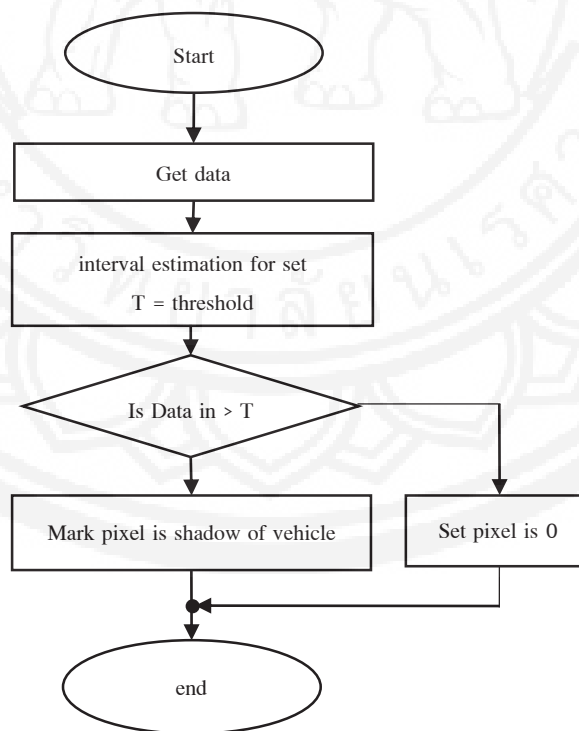 Start
Get data
interval estimation for set
T = threshold
Is Data in > T
Mark pixel is shadow of vehicle
Set pixel is 0
end